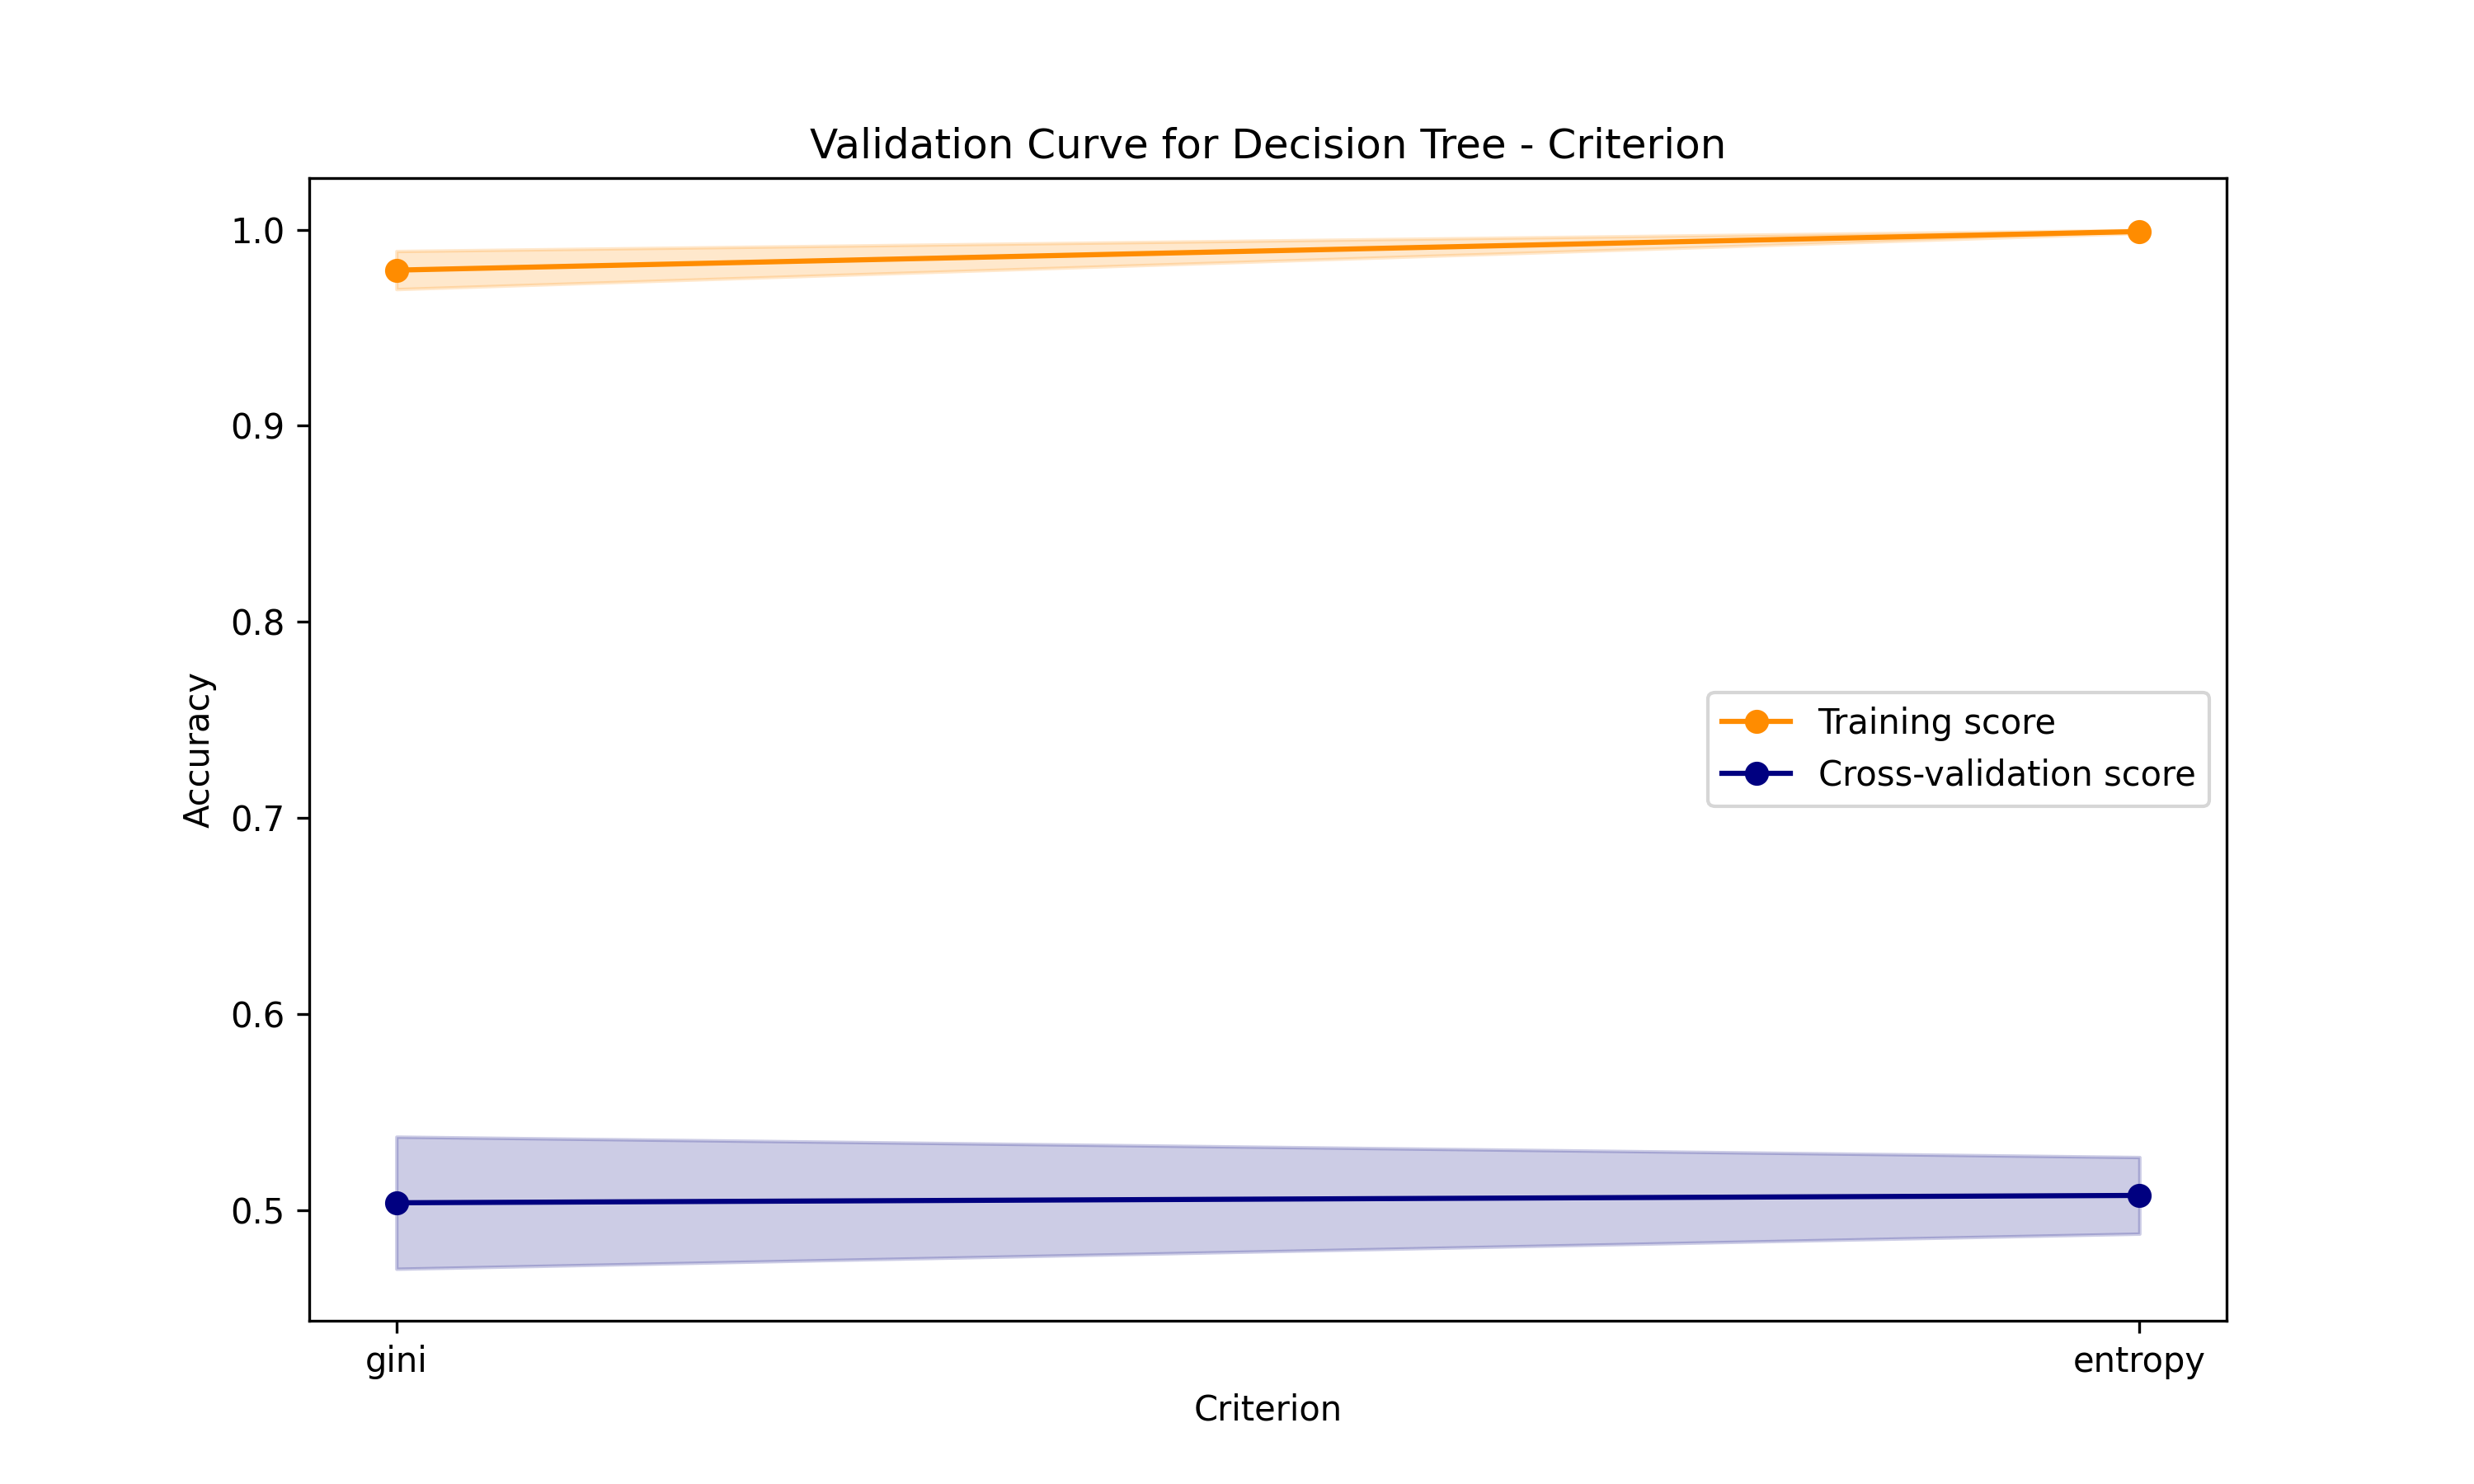 Validation Curve for Decision Tree - Criterion
1.0
0.9
0.8
0.7
0.6
0.5
Accuracy
Training score
Cross-validation score
gini
entropy
Criterion